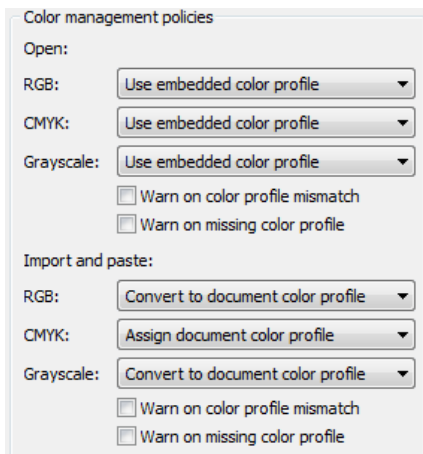 Color management policies
Open:
RGB: Use embedded color profile
CMYK: Use embedded color profile
Grayscale: Use embedded color profile
Warn on color profile mismatch
Warn on missing color profile
Import and paste:
RGB: Convert to document color profile
CMYK: Assign document color profile
Grayscale: Convert to document color profile
Warn on color profile mismatch
Warn on missing color profile